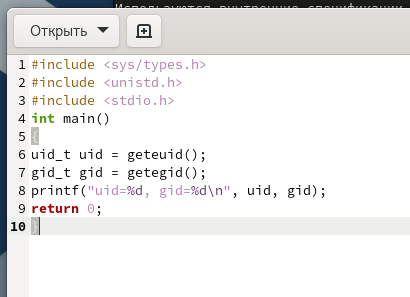 Используются внутренние спецификации
Открыть
1 #include <sys/types.h>
2 #include <unistd.h>
3 #include <stdio.h>
4 int main()
5 {
6 uid_t uid = geteuid();
7 gid_t gid = getegid();
8 printf("uid=%d, gid=%d\n", uid, gid);
9 return 0;
10 }